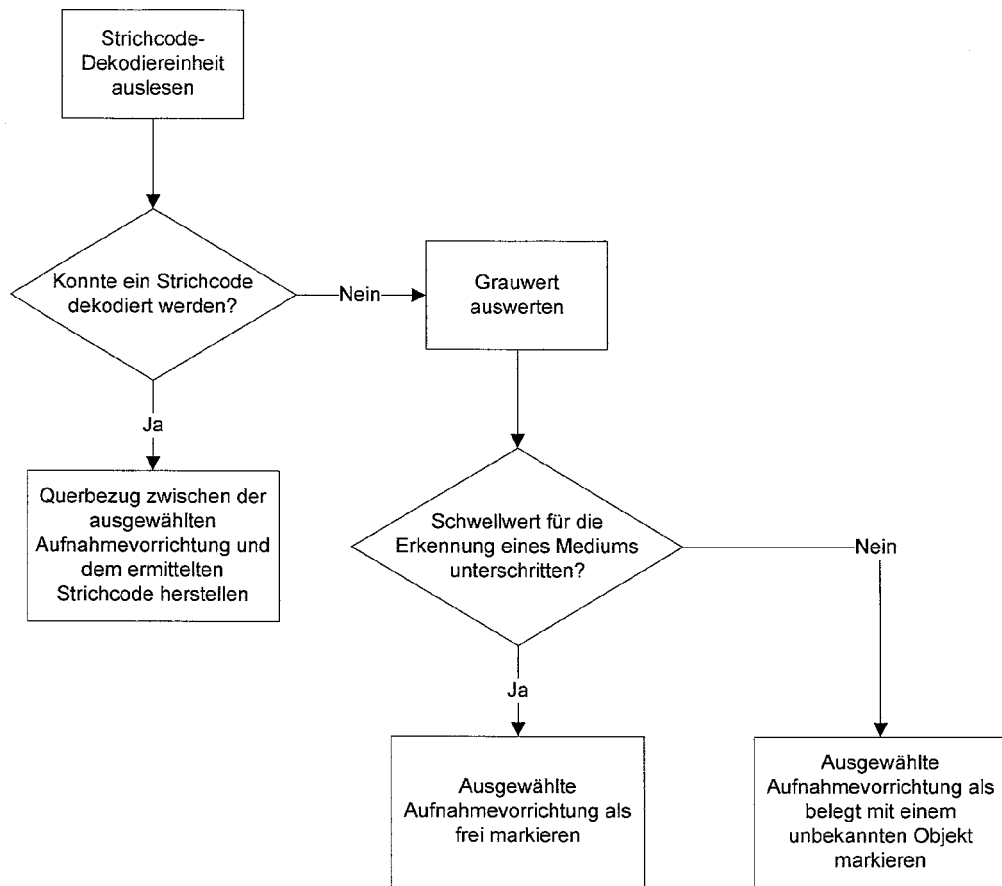 Strichcode-
Dekodiereinheit
auslesen
Konnte ein Strichcode
dekodiert werden?
Nein
Grauwert
auswerten
Ja
Querbezug zwischen der
ausgewählten
Aufnahmevorrichtung und
dem ermittelten
Strichcode herstellen
Schwellwert für die
Erkennung eines Mediums
unterschritten?
Nein
Ja
Ausgewählte
Aufnahmevorrichtung als
frei markieren
Ausgewählte
Aufnahmevorrichtung als
belegt mit einem
unbekannten Objekt
markieren